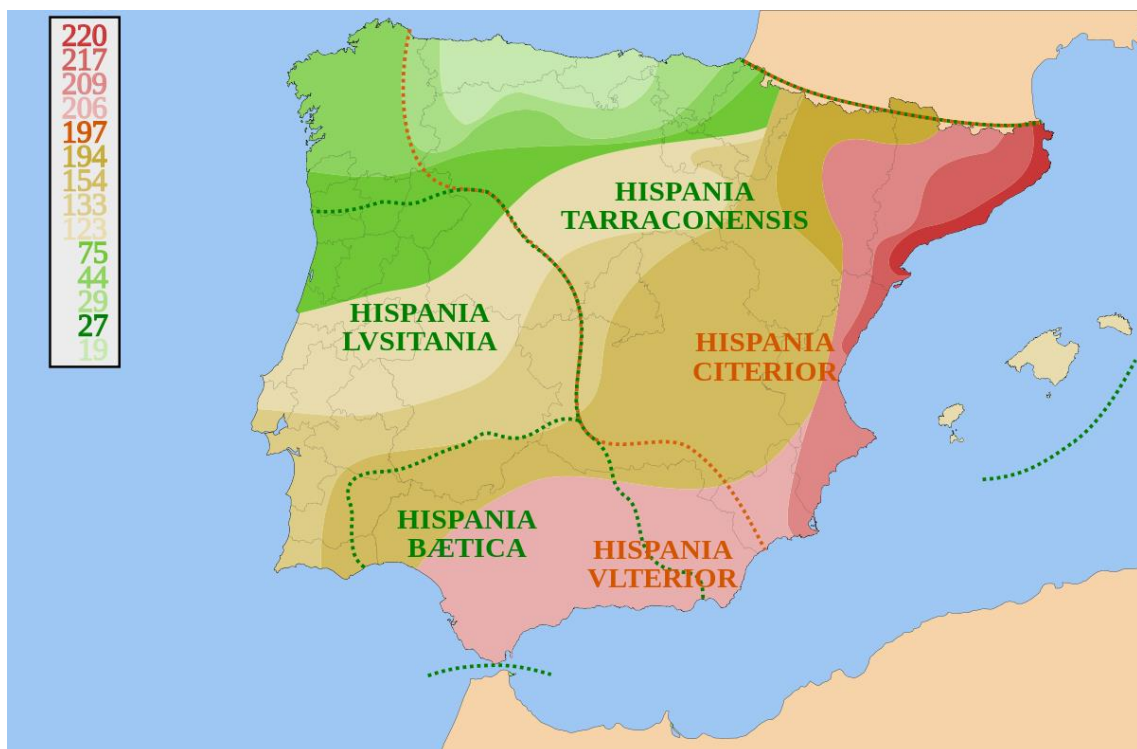 220
217
209
206
197
194
154
133
123
75
44
29
27
19
HISPANIA
TARRACONENSIS
HISPANIA
LVSITANIA
HISPANIA
CITERIOR
HISPANIA
BÆTICA
HISPANIA
VLTERIOR